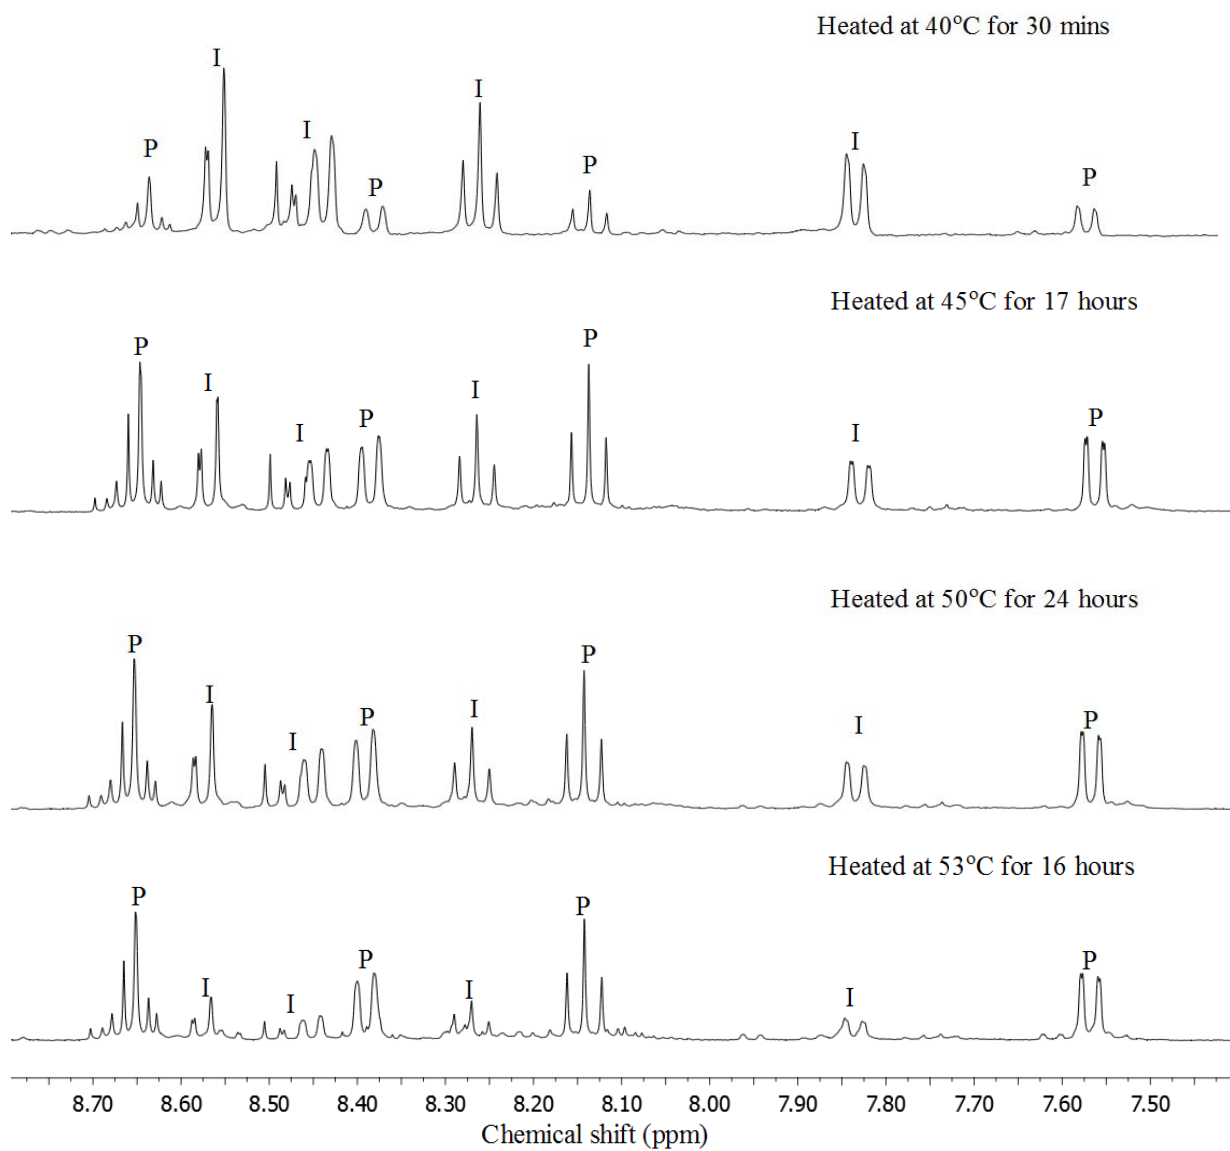 Heated at 40°C for 30 mins
I
I
P
I
P
P
I
P
Heated at 45°C for 17 hours
P
P
I
I
I
P
I
P
Heated at 50°C for 24 hours
P
P
I
I
P
I
I
P
Heated at 53°C for 16 hours
P
P
P
P
I
I
I
I
8.70 8.60 8.50 8.40 8.30 8.20 8.10 8.00 7.90 7.80 7.70 7.60 7.50
Chemical shift (ppm)